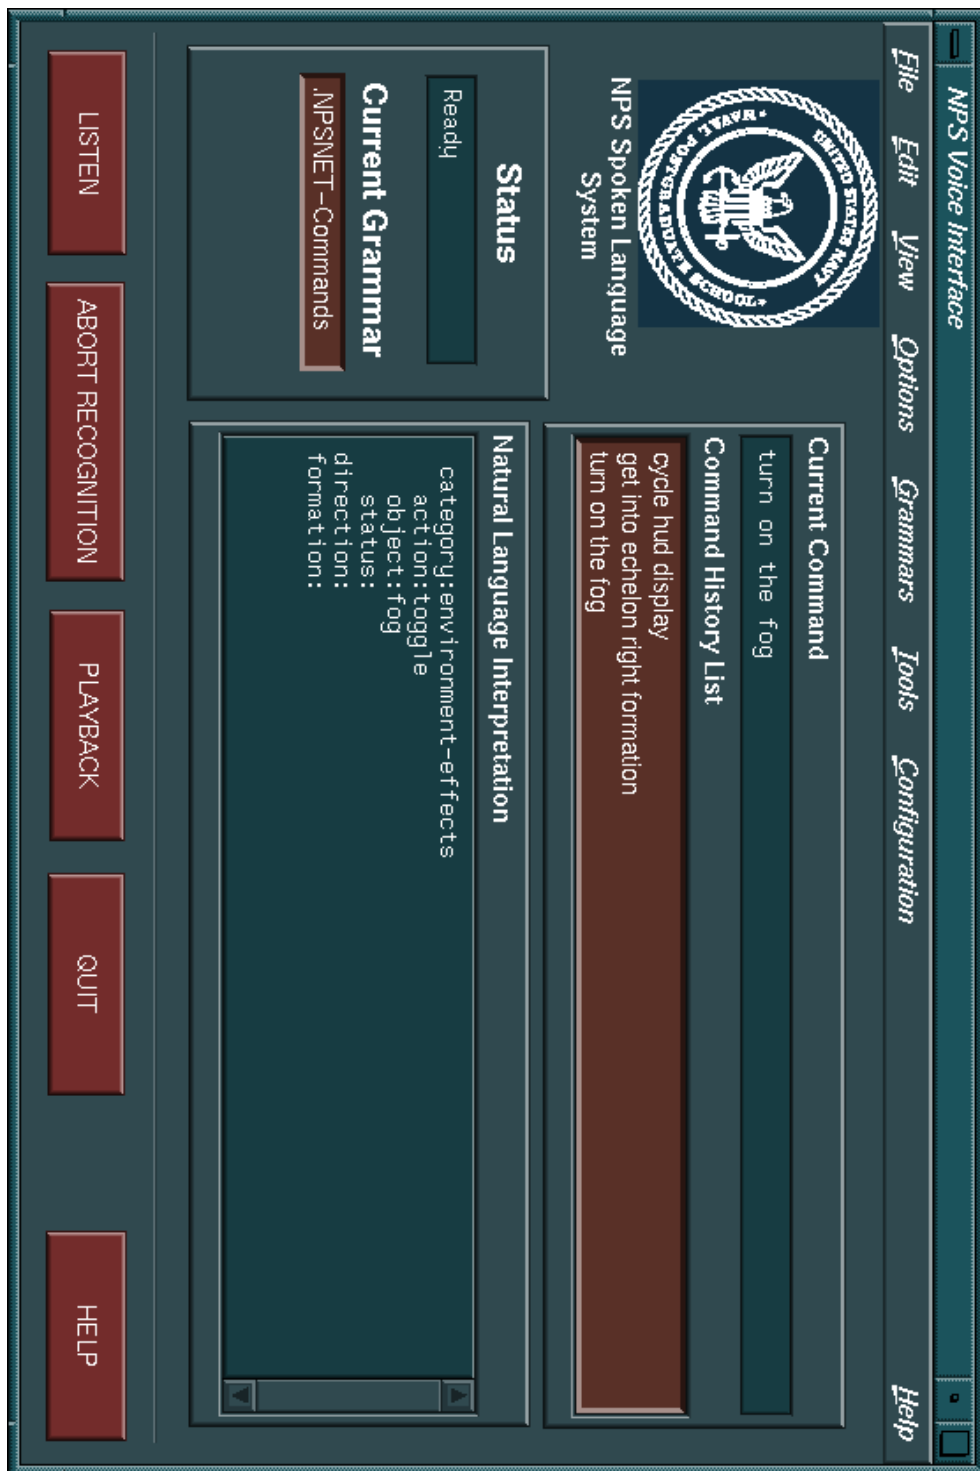 NPS Voice Interface
File Edit View Options Grammars Tools Configuration Help
UNITED STATES NAVY
* NAVAL POSTGRADUATE SCHOOL *
NPS Spoken Language
System
Status
Ready
Current Grammar
.NPSNET-Commands
Current Command
turn on the fog
Command History List
cycle hud display
get into echelon right formation
turn on the fog
Natural Language Interpretation
category:environment-effects
action:toggle
object:fog
status:
direction:
formation:
LISTEN
ABORT RECOGNITION
PLAYBACK
QUIT
HELP